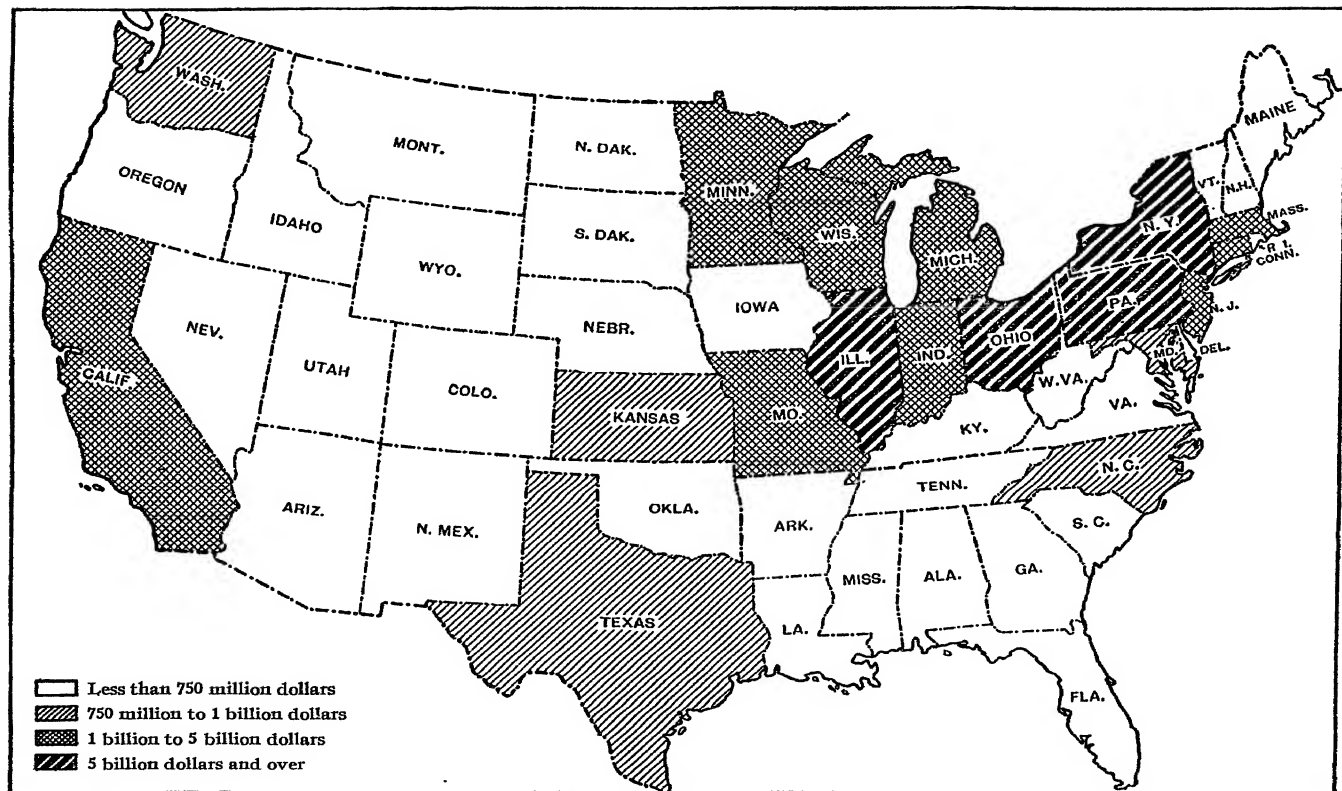 WASH.
MONT.
N. DAK.
MINN.
MAINE
VT.
N.H.
OREGON
IDAHO
S. DAK.
WIS.
MICH.
N. Y.
MASS.
R. I.
CONN.
WYO.
NEV.
NEBR.
IOWA
PA.
N. J.
CALIF.
UTAH
COLO.
KANSAS
MO.
ILL.
IND.
OHIO
MD.
DEL.
W. VA.
VA.
KY.
ARIZ.
N. MEX.
OKLA.
ARK.
TENN.
N. C.
S. C.
TEXAS
LA.
MISS.
ALA.
GA.
FLA.
Less than 750 million dollars
750 million to 1 billion dollars
1 billion to 5 billion dollars
5 billion dollars and over